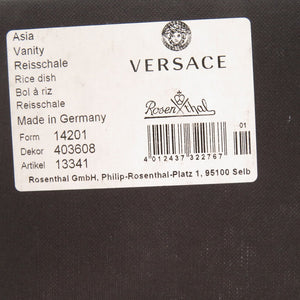 Asia
Vanity
Reisschale
Rice dish
Bol à riz
Reisschale
Made in Germany
Form 14201
Dekor 403608
Artikel 13341
VERSACE
Rosenthal
01
4 012437 322767
Rosenthal GmbH, Philip-Rosenthal-Platz 1, 95100 Selb